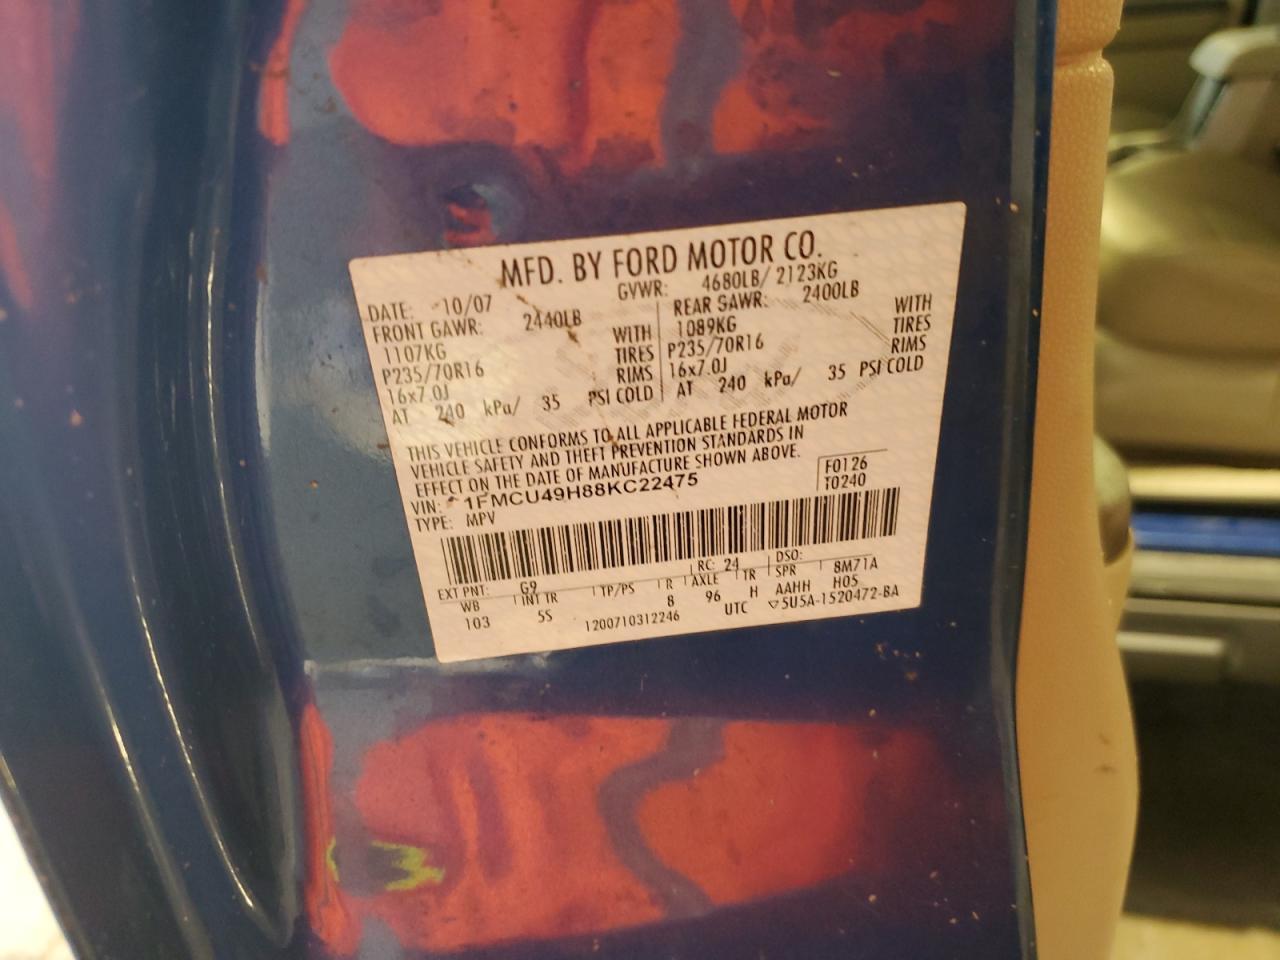 MFD. BY FORD MOTOR CO.
DATE: 10/07 GVWR: 4680LB/ 2123KG
FRONT GAWR: 2440LB REAR GAWR: 2400LB
1107KG WITH 1089KG WITH
P235/70R16 TIRES P235/70R16 TIRES
16x7.0J RIMS 16x7.0J RIMS
AT 240 kPa/ 35 PSI COLD AT 240 kPa/ 35 PSI COLD
THIS VEHICLE CONFORMS TO ALL APPLICABLE FEDERAL MOTOR
VEHICLE SAFETY AND THEFT PREVENTION STANDARDS IN
EFFECT ON THE DATE OF MANUFACTURE SHOWN ABOVE.
VIN: 1FMCU49H88KC22475 F0126
TYPE: MPV T0240
EXT PNT: G9 RC: 24 DSO:
WB INT TR TP/PS R AXLE TR SPR 8M71A
103 5S 8 96 H AAHH H05
1200710312246 UTC ▽5U5A-1520472-BA